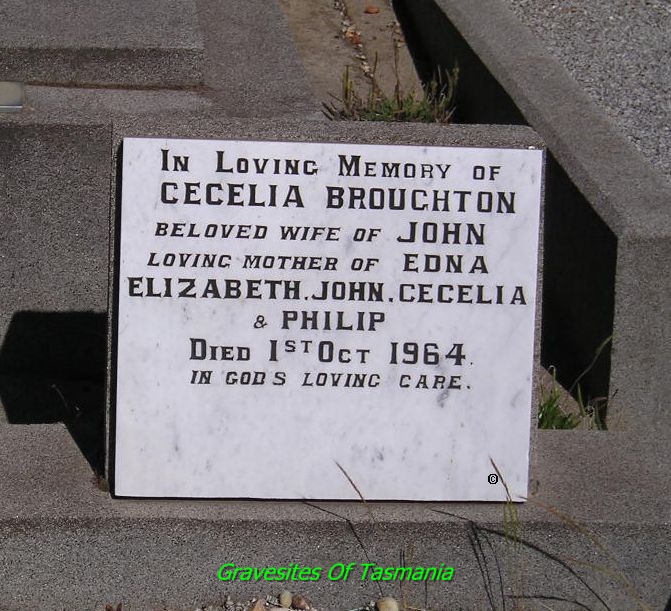 IN LOVING MEMORY OF
CECELIA BROUGHTON
BELOVED WIFE OF JOHN
LOVING MOTHER OF EDNA
ELIZABETH. JOHN. CECELIA
& PHILIP
DIED 1ST OCT 1964.
IN GODS LOVING CARE.
©
Gravesites Of Tasmania